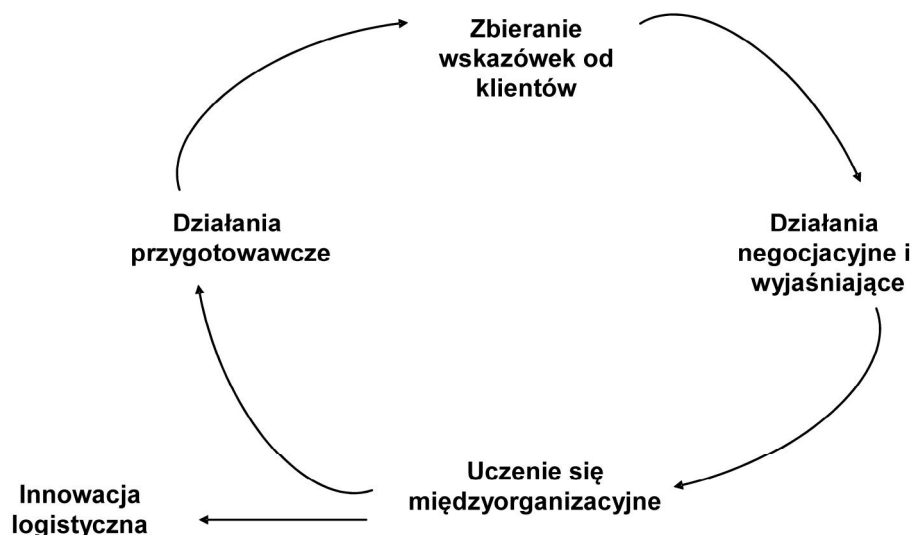 Zbieranie
wskazówek od
klientów
Działania
przygotowawcze
Działania
negocjacyjne i
wyjaśniające
Uczenie się
międzyorganizacyjne
Innowacja
logistyczna